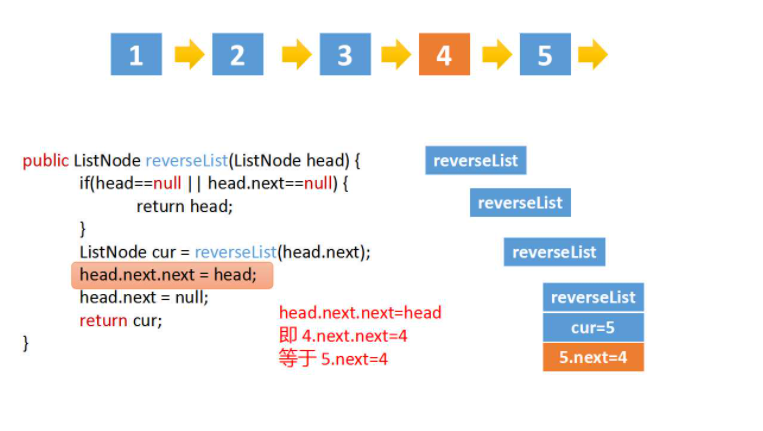 1 2 3 4 5
public ListNode reverseList(ListNode head) {
if(head==null || head.next==null) {
return head;
}
ListNode cur = reverseList(head.next);
head.next.next = head;
head.next = null;
return cur;
}
head.next.next=head
即 4.next.next=4
等于 5.next=4
reverseList
reverseList
reverseList
reverseList
cur=5
5.next=4